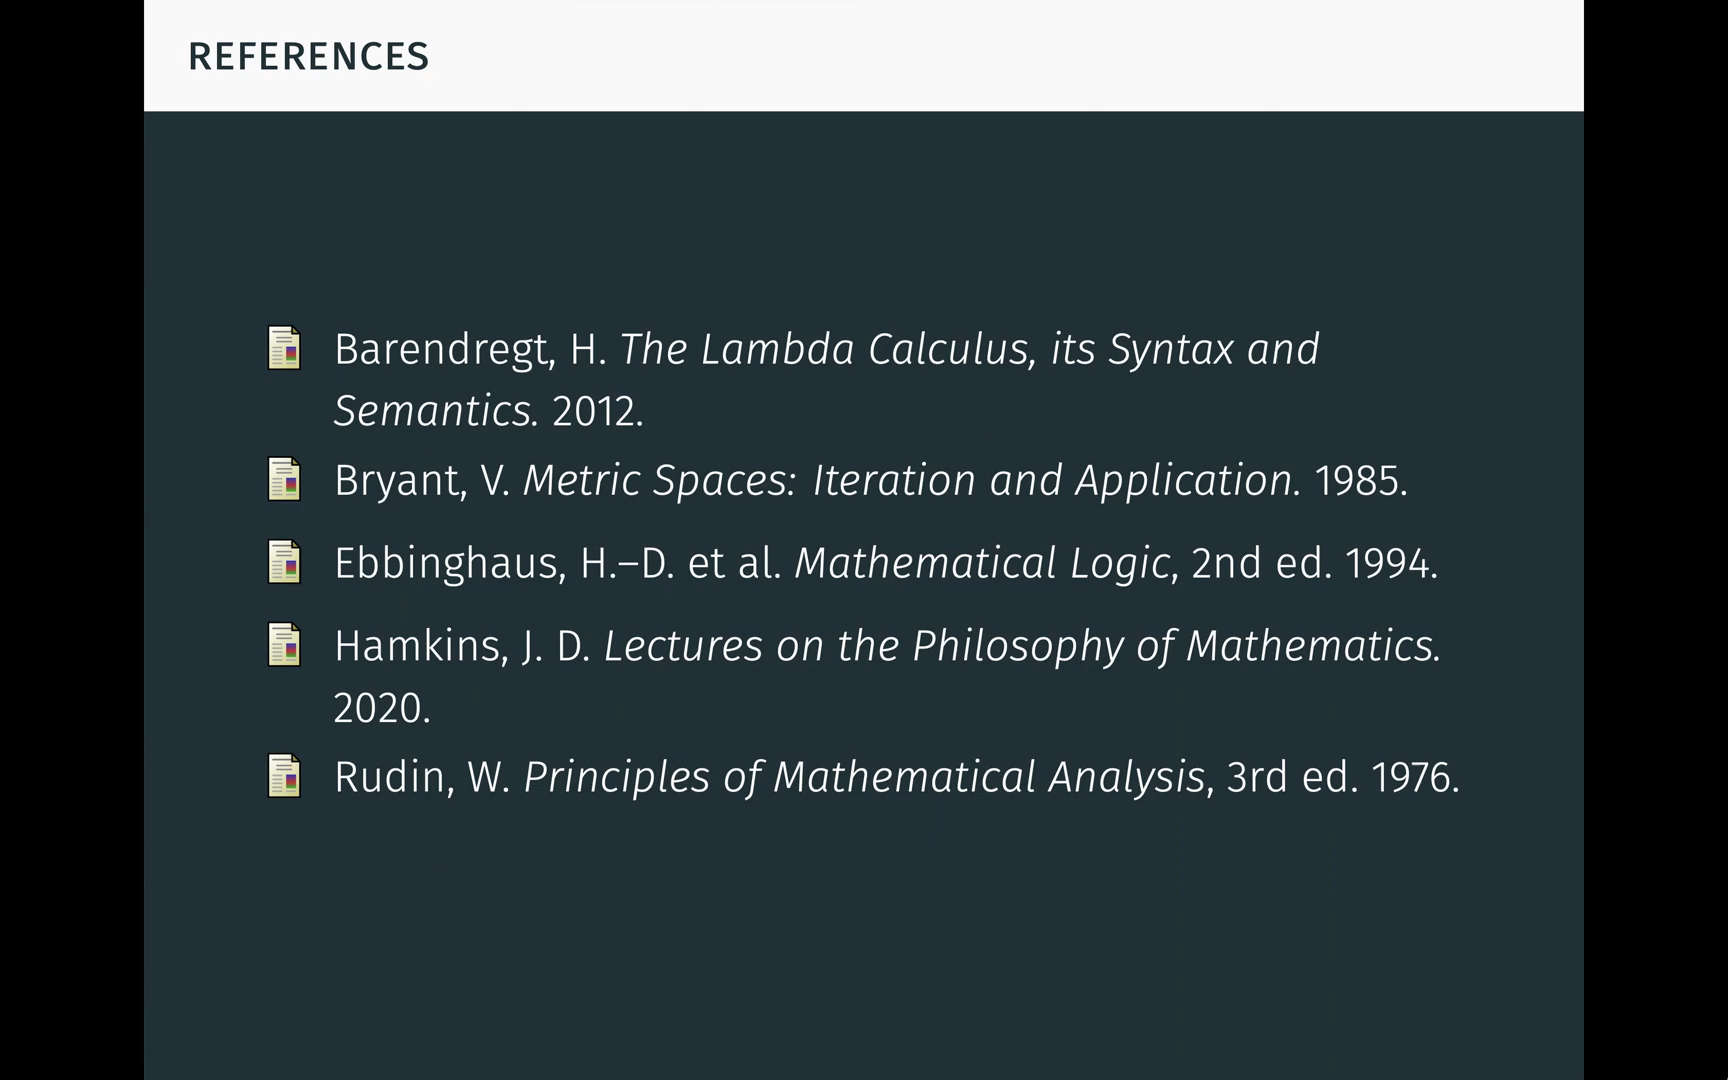 REFERENCES
Barendregt, H. The Lambda Calculus, its Syntax and
Semantics. 2012.
Bryant, V. Metric Spaces: Iteration and Application. 1985.
Ebbinghaus, H.–D. et al. Mathematical Logic, 2nd ed. 1994.
Hamkins, J. D. Lectures on the Philosophy of Mathematics.
2020.
Rudin, W. Principles of Mathematical Analysis, 3rd ed. 1976.